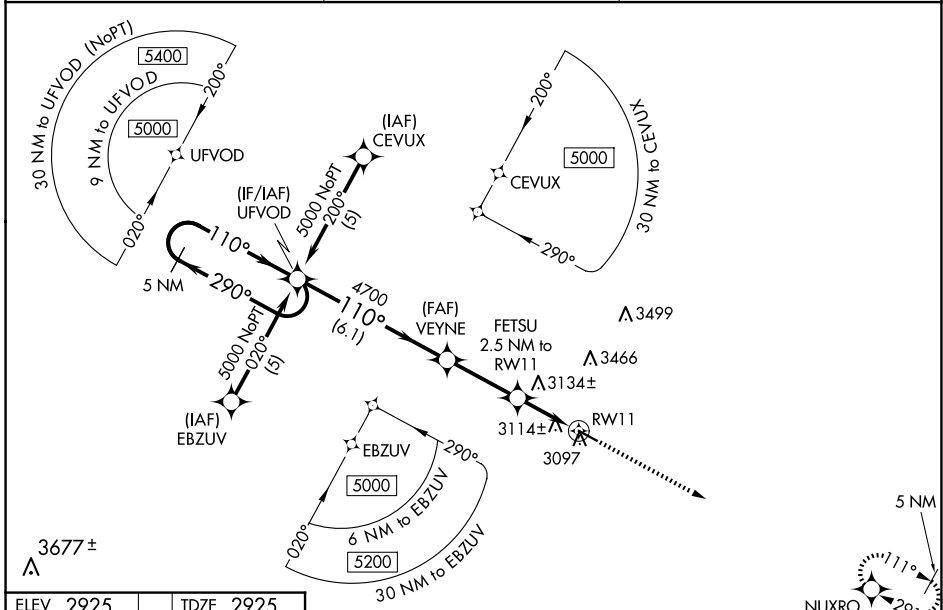 30 NM to UFVOD (NoPT)
5400
9 NM to UFVOD
5000
200°
UFVOD
020°
(IAF)
CEVUX
5000 NoPT
200°
(5)
(IF/IAF)
UFVOD
110°
290°
5 NM
5000 NoPT
020°
(5)
(IAF)
EBZUV
4700
110°
(6.1)
(FAF)
VEYNE
FETSU
2.5 NM to
RW11
200°
CEVUX
5000
30 NM to CEVUX
290°
3499
3466
3134±
3114±
RW11
3097
EBZUV
290°
5000
020°
6 NM to EBZUV
5200
30 NM to EBZUV
3677±
5 NM
111°
NUXRO
ELEV 2925
TDZE 2925